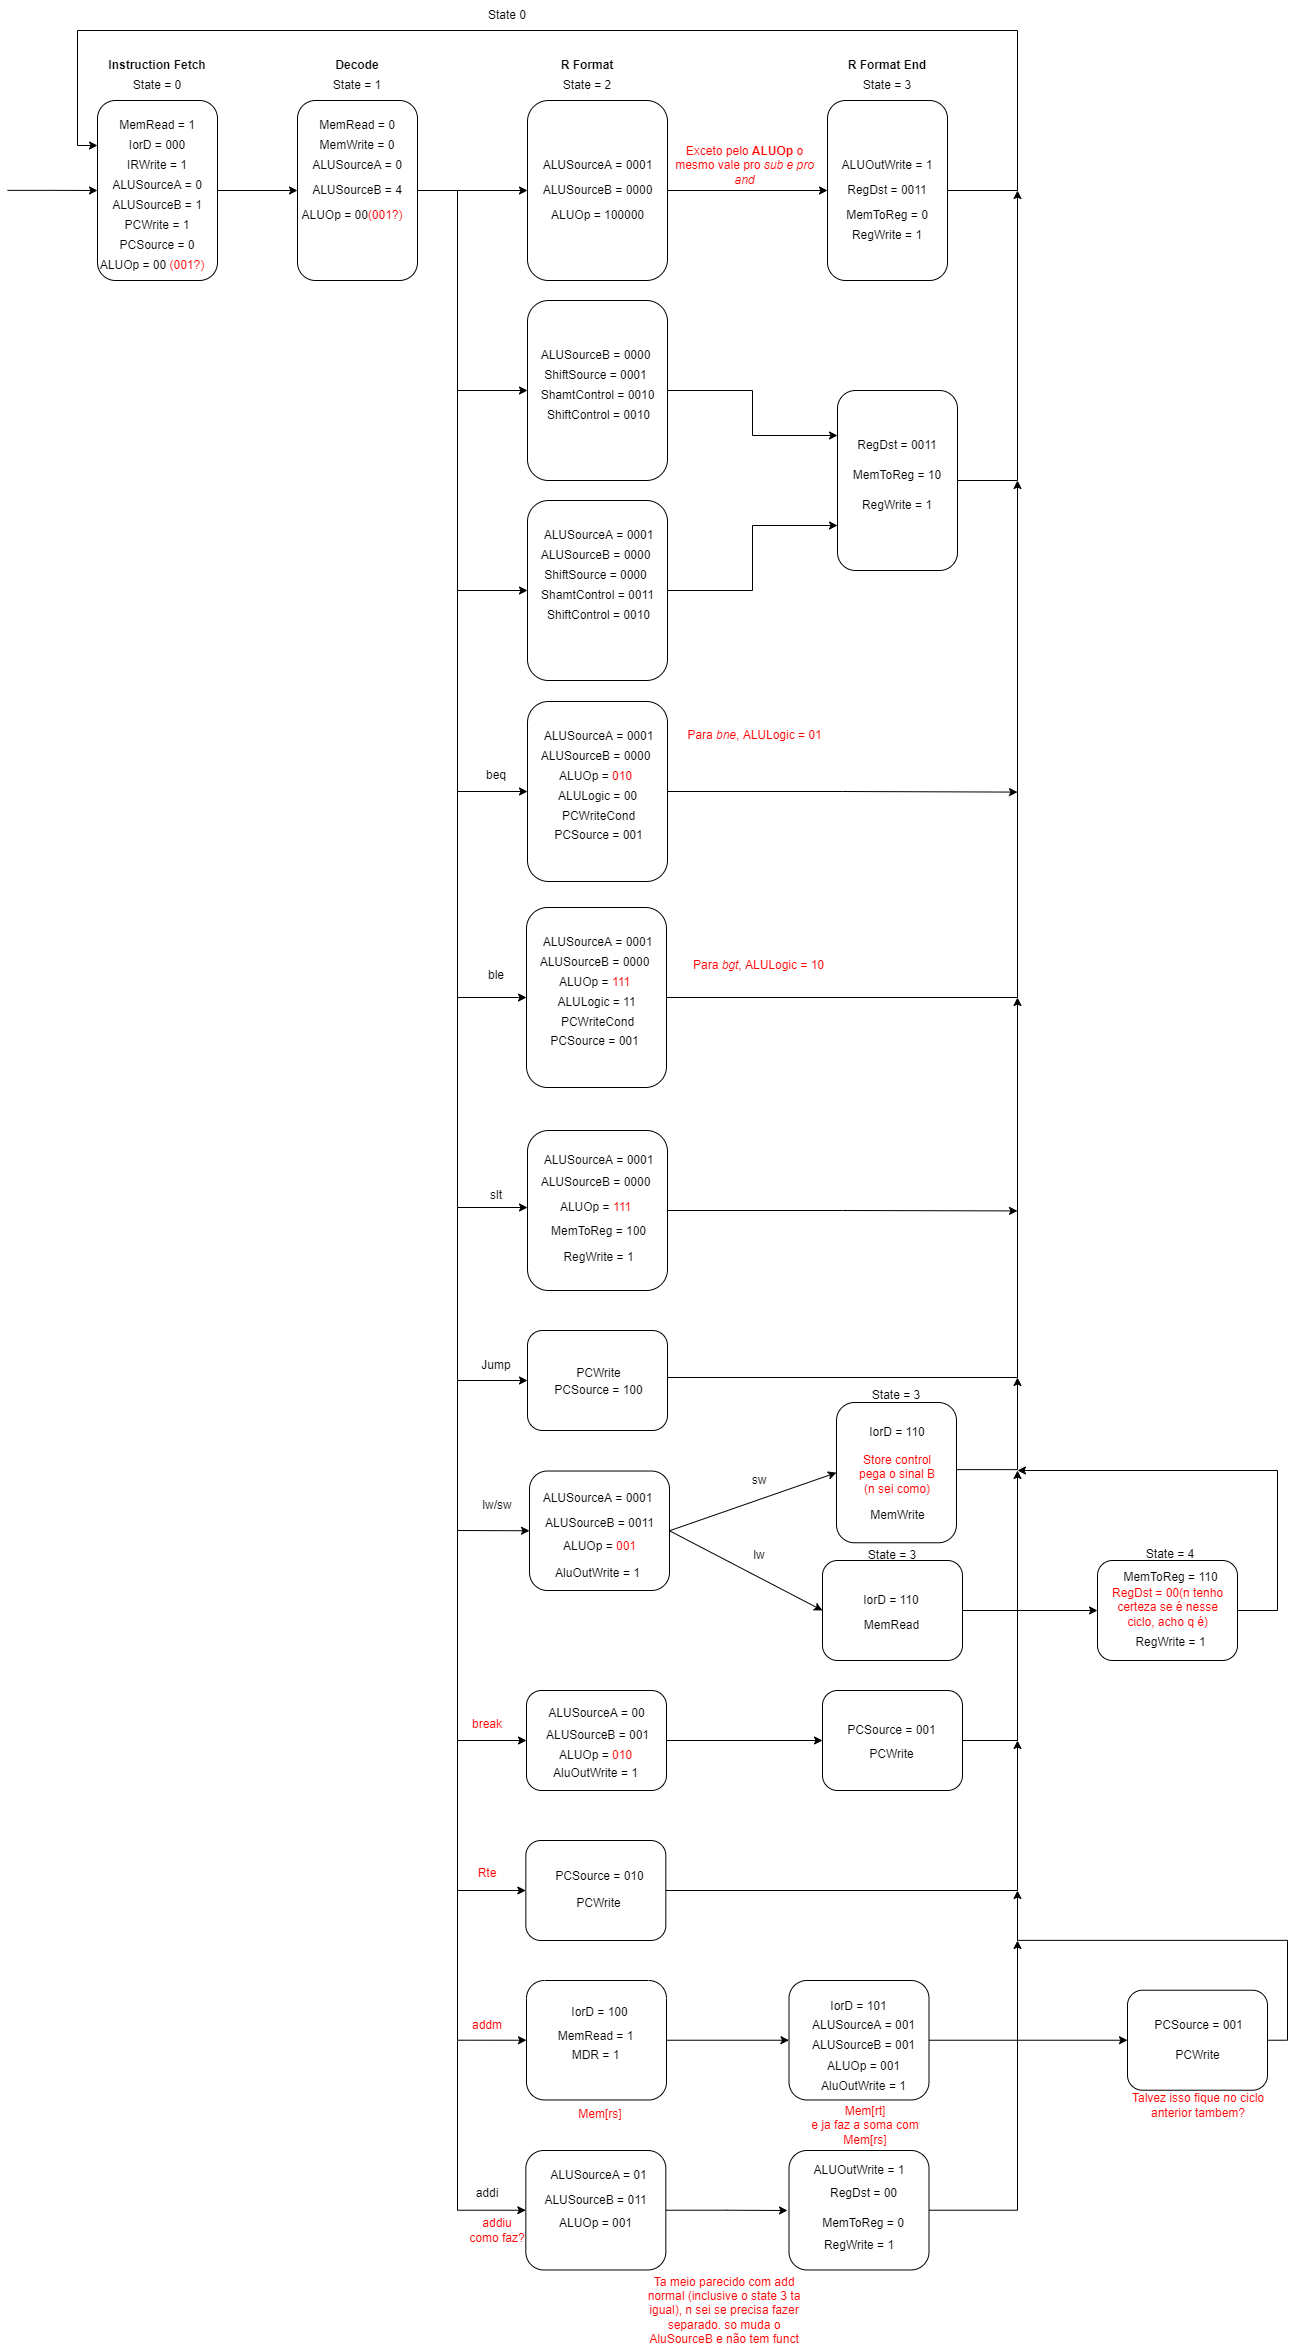 State 0
Instruction Fetch
State = 0
Decode
State = 1
R Format
State = 2
R Format End
State = 3
MemRead = 1
IorD = 000
IRWrite = 1
ALUSourceA = 0
ALUSourceB = 1
PCWrite = 1
PCSource = 0
ALUOp = 00 (001?)
MemRead = 0
MemWrite = 0
ALUSourceA = 0
ALUSourceB = 4
ALUOp = 00(001?)
ALUSourceA = 0001
ALUSourceB = 0000
ALUOp = 100000
Exceto pelo ALUOp o
mesmo vale pro sub e pro
and
ALUOutWrite = 1
RegDst = 0011
MemToReg = 0
RegWrite = 1
ALUSourceB = 0000
ShiftSource = 0001
ShamtControl = 0010
ShiftControl = 0010
RegDst = 0011
MemToReg = 10
RegWrite = 1
ALUSourceA = 0001
ALUSourceB = 0000
ShiftSource = 0000
ShamtControl = 0011
ShiftControl = 0010
beq
ALUSourceA = 0001
ALUSourceB = 0000
ALUOp = 010
ALULogic = 00
PCWriteCond
PCSource = 001
Para bne, ALULogic = 01
ble
ALUSourceA = 0001
ALUSourceB = 0000
ALUOp = 111
ALULogic = 11
PCWriteCond
PCSource = 001
Para bgt, ALULogic = 10
slt
ALUSourceA = 0001
ALUSourceB = 0000
ALUOp = 111
MemToReg = 100
RegWrite = 1
Jump
PCWrite
PCSource = 100
lw/sw
ALUSourceA = 0001
ALUSourceB = 0011
ALUOp = 001
AluOutWrite = 1
sw
lw
State = 3
IorD = 110
Store control
pega o sinal B
(n sei como)
MemWrite
State = 3
IorD = 110
MemRead
State = 4
MemToReg = 110
RegDst = 00(n tenho
certeza se é nesse
ciclo, acho q é)
RegWrite = 1
break
ALUSourceA = 00
ALUSourceB = 001
ALUOp = 010
AluOutWrite = 1
PCSource = 001
PCWrite
Rte
PCSource = 010
PCWrite
addm
IorD = 100
MemRead = 1
MDR = 1
Mem[rs]
IorD = 101
ALUSourceA = 001
ALUSourceB = 001
ALUOp = 001
AluOutWrite = 1
Mem[rt]
e ja faz a soma com
Mem[rs]
PCSource = 001
PCWrite
Talvez isso fique no ciclo
anterior tambem?
addi
addiu
como faz?
ALUSourceA = 01
ALUSourceB = 011
ALUOp = 001
ALUOutWrite = 1
RegDst = 00
MemToReg = 0
RegWrite = 1
Ta meio parecido com add
normal (inclusive o state 3 ta
igual), n sei se precisa fazer
separado. so muda o
AluSourceB e não tem funct